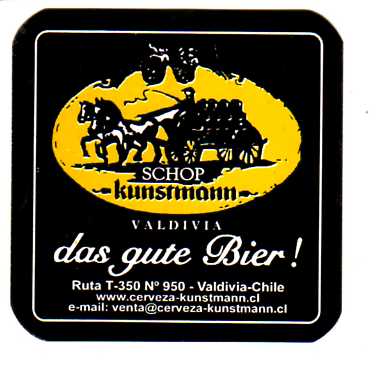 SCHOP
kunstmann
VALDIVIA
das gute Bier!
Ruta T-350 Nº 950 - Valdivia-Chile
www.cerveza-kunstmann.cl
e-mail: venta@cerveza-kunstmann.cl